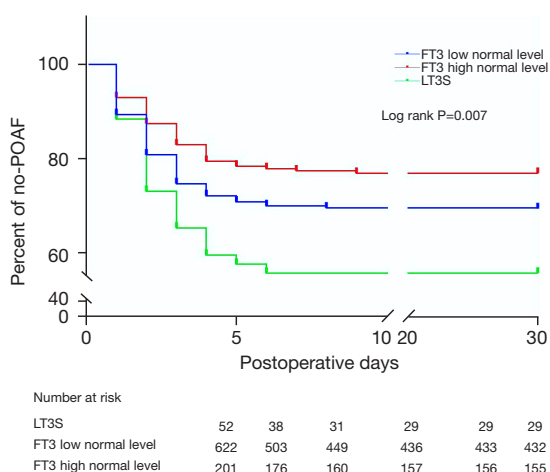 FT3 low normal level
FT3 high normal level
LT3S
Log rank P=0.007
Percent of no-POAF
100
80
60
40
0
0 5 10 20 30
Postoperative days
Number at risk
LT3S 52 38 31 29 29 29
FT3 low normal level 622 503 449 436 433 432
FT3 high normal level 201 176 160 157 156 155